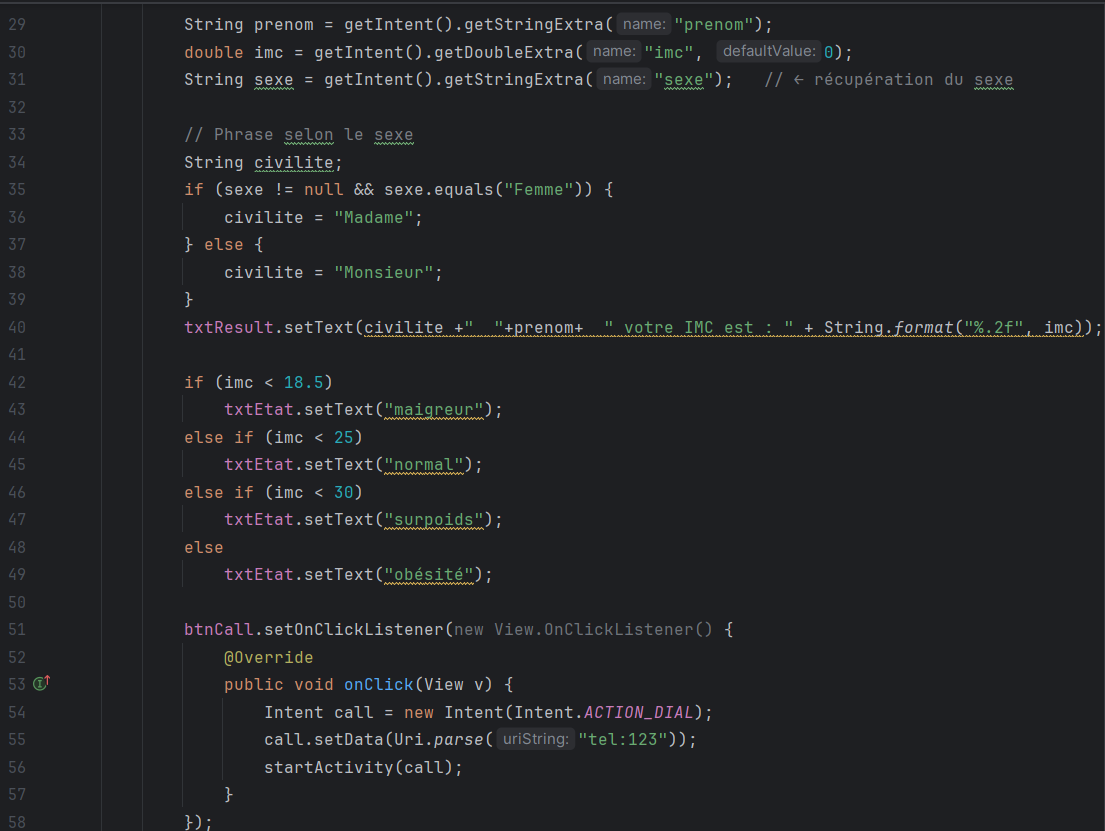 29 String prenom = getIntent().getStringExtra( name: "prenom");
30 double imc = getIntent().getDoubleExtra( name: "imc", defaultValue: 0);
31 String sexe = getIntent().getStringExtra( name: "sexe"); // ← récupération du sexe
32
33 // Phrase selon le sexe
34 String civilite;
35 if (sexe != null && sexe.equals("Femme")) {
36 civilite = "Madame";
37 } else {
38 civilite = "Monsieur";
39 }
40 txtResult.setText(civilite +"  "+prenom+  " votre IMC est : " + String.format("%.2f", imc));
41
42 if (imc < 18.5)
43 txtEtat.setText("maigreur");
44 else if (imc < 25)
45 txtEtat.setText("normal");
46 else if (imc < 30)
47 txtEtat.setText("surpoids");
48 else
49 txtEtat.setText("obésité");
50
51 btnCall.setOnClickListener(new View.OnClickListener() {
52 @Override
53 public void onClick(View v) {
54 Intent call = new Intent(Intent.ACTION_DIAL);
55 call.setData(Uri.parse( uriString: "tel:123"));
56 startActivity(call);
57 }
58 });